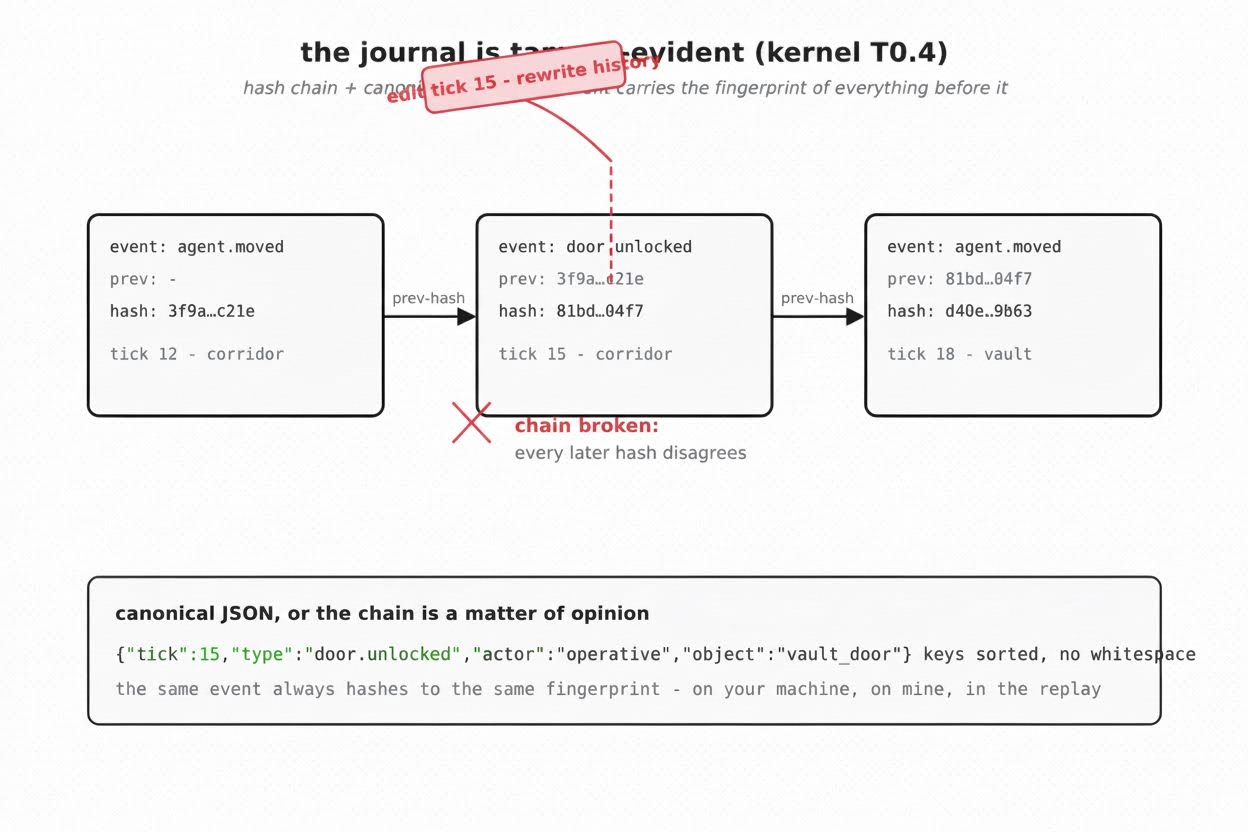 the journal is tam -evident (kernel T0.4)
edit tick 15 - rewrite history
hash chain + carries the fingerprint of everything before it
event: agent.moved
prev: -
hash: 3f9a…c21e
tick 12 - corridor
prev-hash
event: door.unlocked
prev: 3f9a…c21e
hash: 81bd…04f7
tick 15 - corridor
prev-hash
event: agent.moved
prev: 81bd…04f7
hash: d40e…9b63
tick 18 - vault
chain broken:
every later hash disagrees
canonical JSON, or the chain is a matter of opinion
{"tick":15,"type":"door.unlocked","actor":"operative","object":"vault_door"} keys sorted, no whitespace
the same event always hashes to the same fingerprint - on your machine, on mine, in the replay